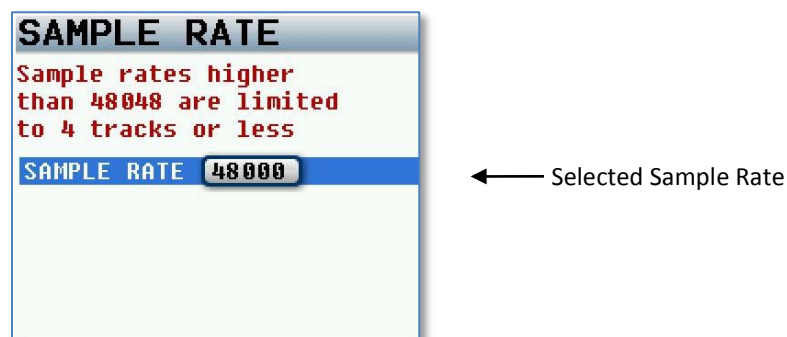 SAMPLE RATE
Sample rates higher
than 48048 are limited
to 4 tracks or less
SAMPLE RATE 48000
Selected Sample Rate